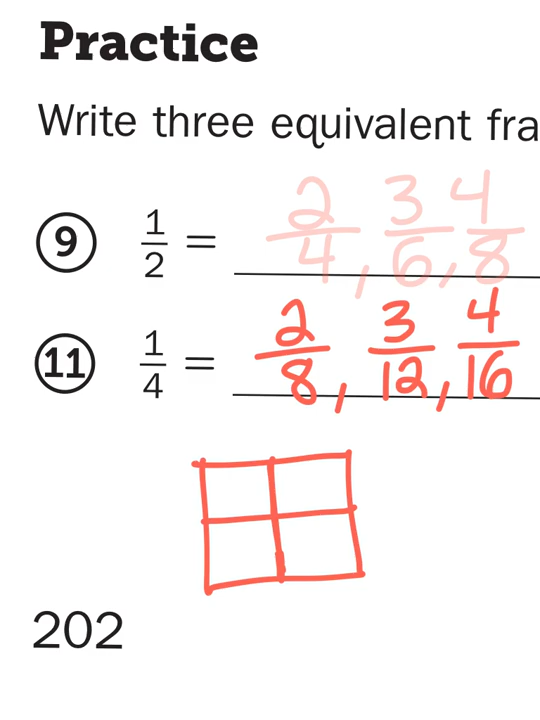 Practice
Write three equivalent fra
9 1/2 = 2/4, 3/6, 4/8
11 1/4 = 2/8, 3/12, 4/16
202